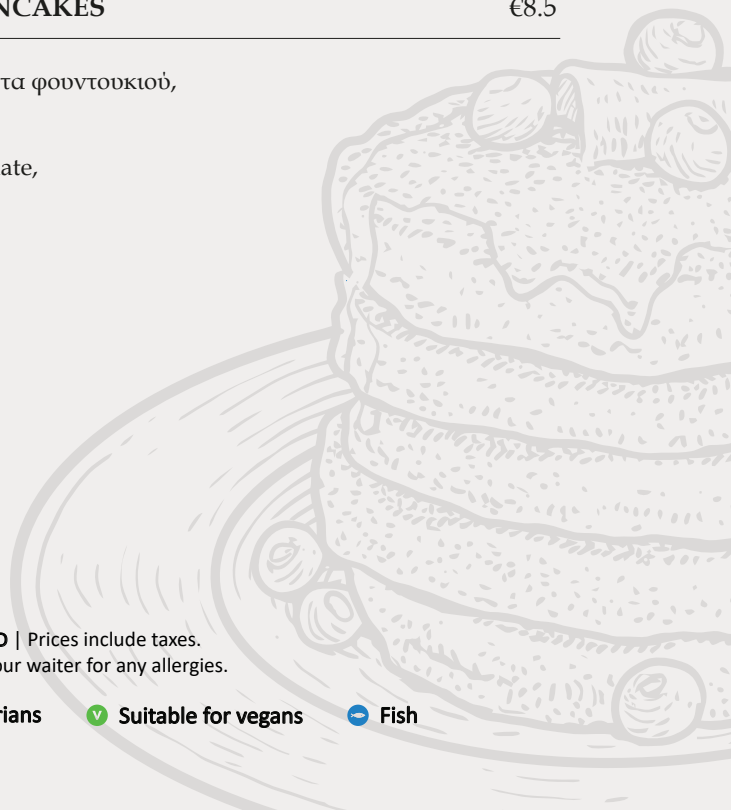 NCAKES €8.5
τα φουντουκιού,
ate,
| Prices include taxes.
our waiter for any allergies.
rians V Suitable for vegans Fish